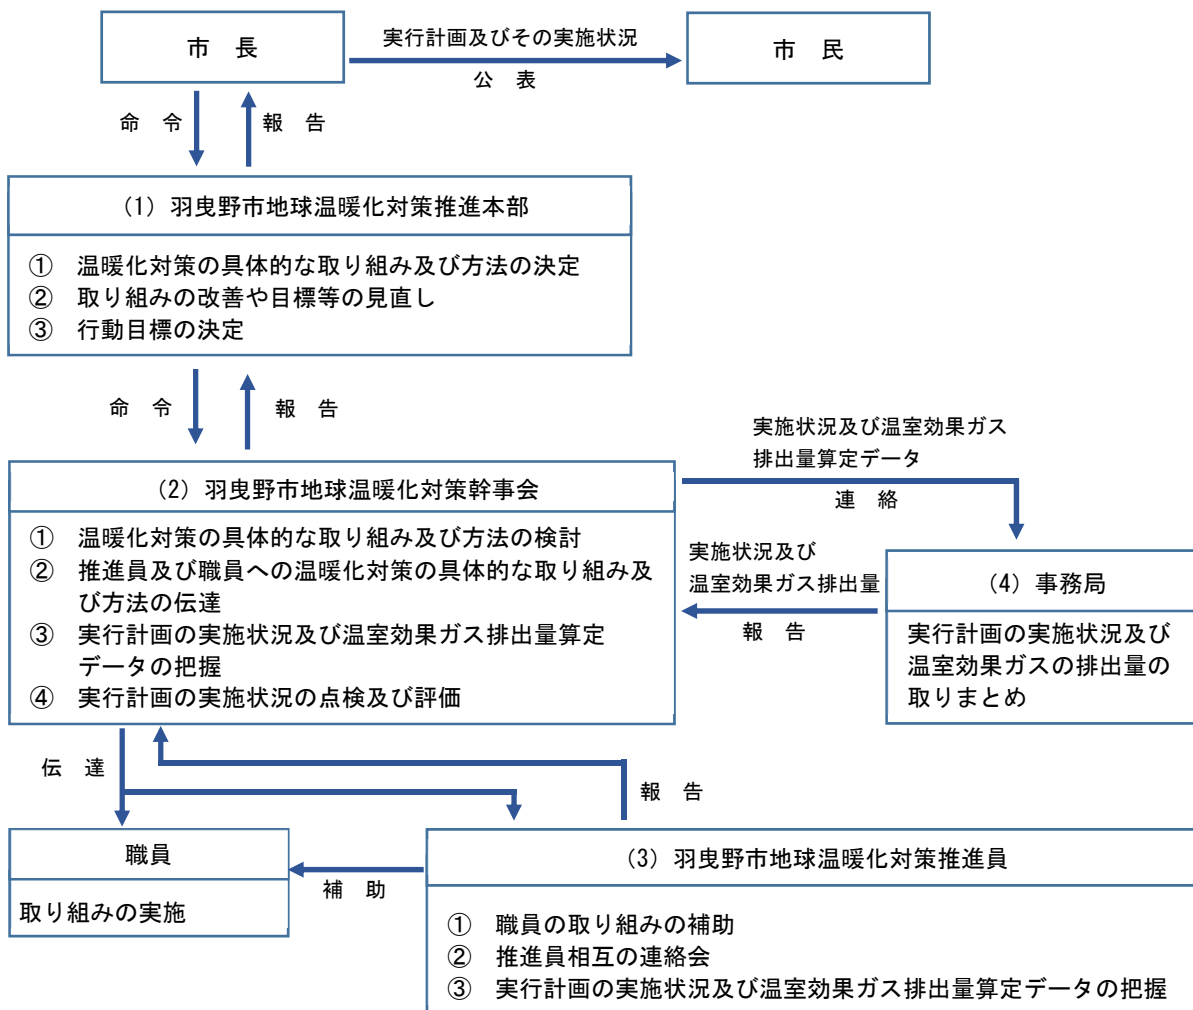 市　長
実行計画及びその実施状況
公　表
市　民
命　令
報　告
(1) 羽曳野市地球温暖化対策推進本部
①　温暖化対策の具体的な取り組み及び方法の決定
②　取り組みの改善や目標等の見直し
③　行動目標の決定
命　令
報　告
実施状況及び温室効果ガス
排出量算定データ
連　絡
(2) 羽曳野市地球温暖化対策幹事会
①　温暖化対策の具体的な取り組み及び方法の検討
②　推進員及び職員への温暖化対策の具体的な取り組み及
び方法の伝達
③　実行計画の実施状況及び温室効果ガス排出量算定
データの把握
④　実行計画の実施状況の点検及び評価
実施状況及び
温室効果ガス排出量
報　告
(4) 事務局
実行計画の実施状況及び
温室効果ガスの排出量の
取りまとめ
伝　達
報　告
職員
取り組みの実施
補　助
(3) 羽曳野市地球温暖化対策推進員
①　職員の取り組みの補助
②　推進員相互の連絡会
③　実行計画の実施状況及び温室効果ガス排出量算定データの把握